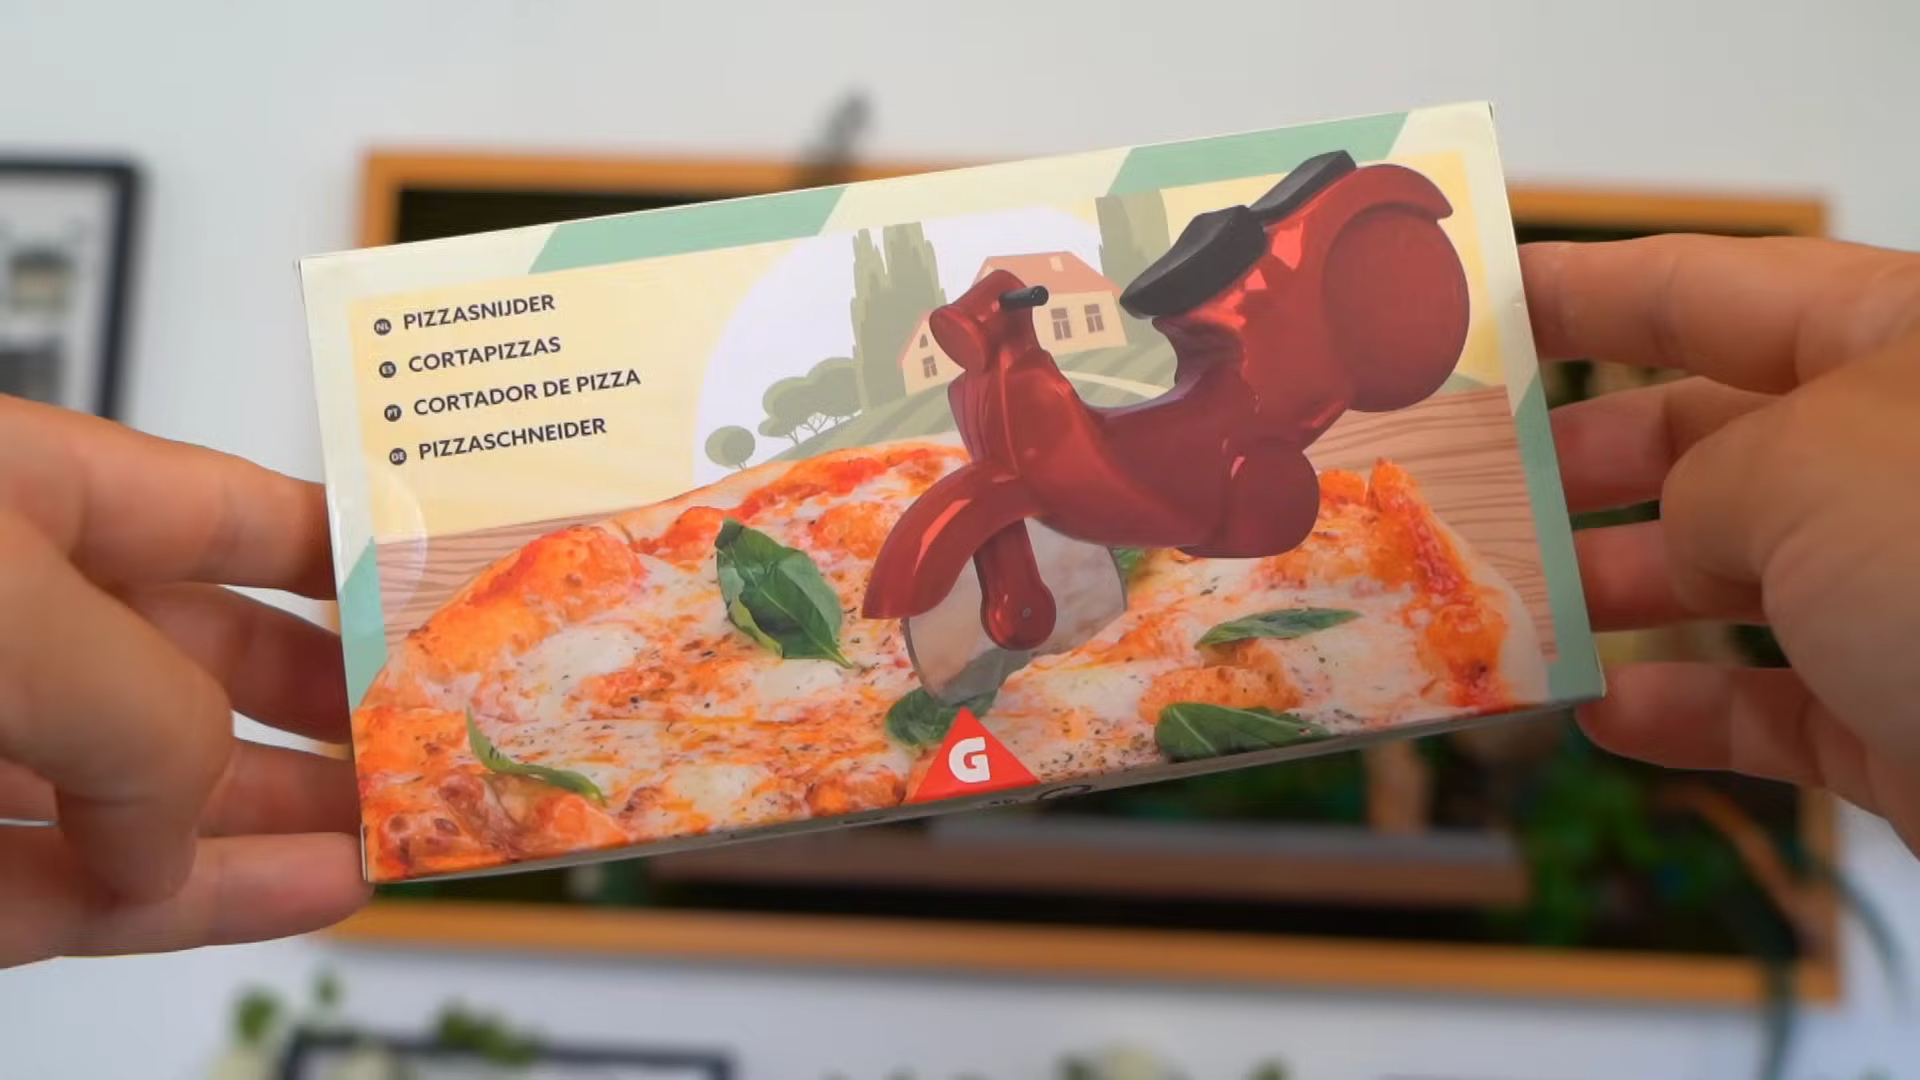 NL PIZZASNIJDER
ES CORTAPIZZAS
PT CORTADOR DE PIZZA
DE PIZZASCHNEIDER
G